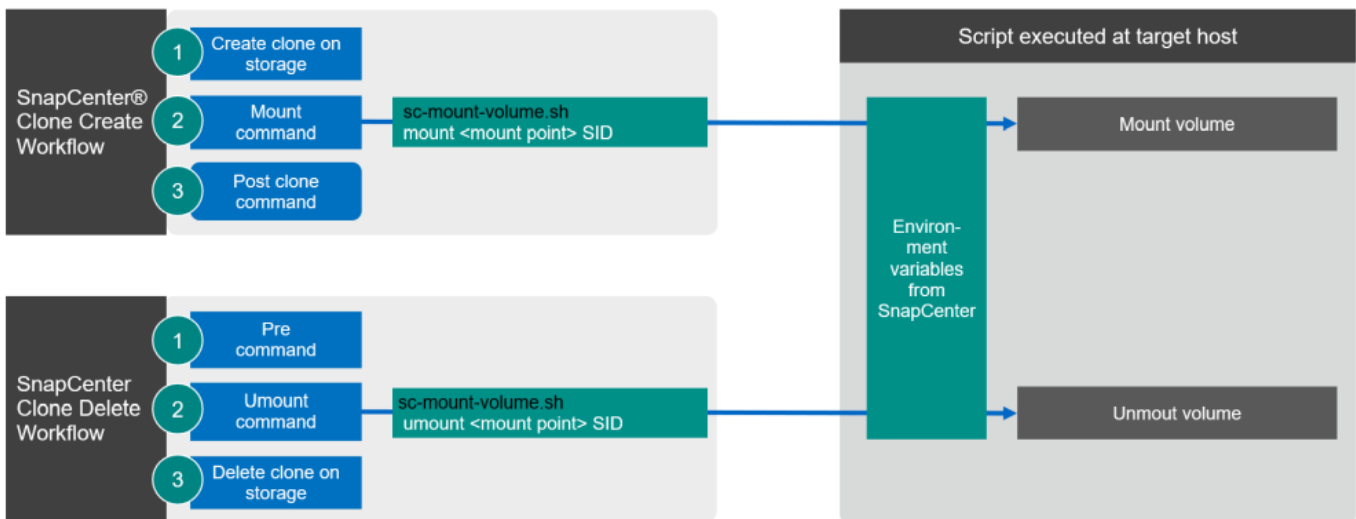 SnapCenter®
Clone Create
Workflow
1
Create clone on
storage
2
Mount
command
3
Post clone
command
sc-mount-volume.sh
mount <mount point> SID
SnapCenter
Clone Delete
Workflow
1
Pre
command
2
Umount
command
3
Delete clone on
storage
sc-mount-volume.sh
umount <mount point> SID
Script executed at target host
Environ-
ment
variables
from
SnapCenter
Mount volume
Unmout volume